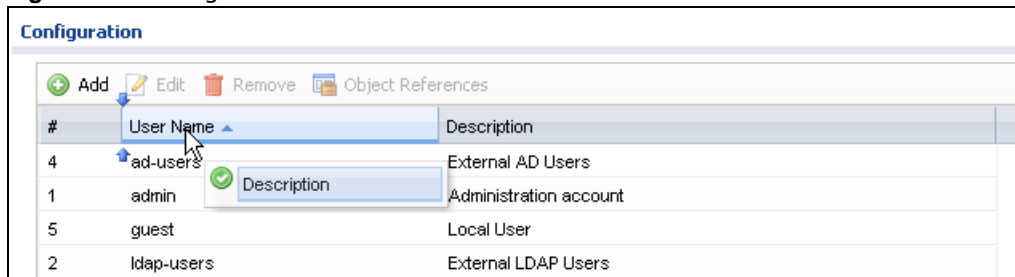 Configuration
Add Edit Remove Object References
# User Name Description
4 ad-users External AD Users
Description
1 admin Administration account
5 guest Local User
2 ldap-users External LDAP Users